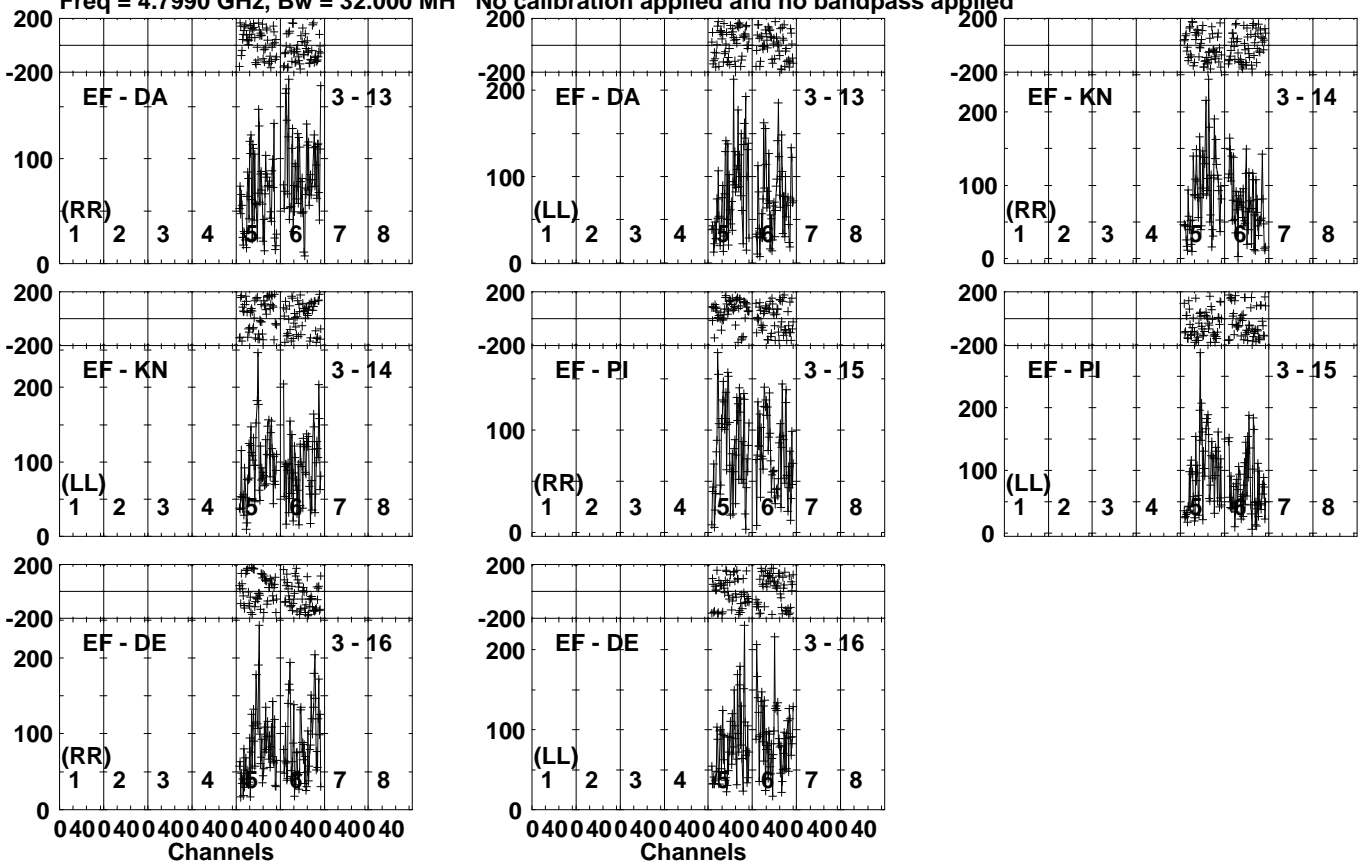 Freq = 4.7990 GHz, Bw = 32.000 MH No calibration applied and no bandpass applied
200
-200
EF - DA 3 - 13
100
(RR)
1 2 3 4 5 6 7 8
0
200
-200
EF - DA 3 - 13
100
(LL)
1 2 3 4 5 6 7 8
0
200
-200
EF - KN 3 - 14
200
100
(RR)
1 2 3 4 5 6 7 8
0
200
-200
EF - KN 3 - 14
200
100
(LL)
1 2 3 4 5 6 7 8
0
200
-200
EF - PI 3 - 15
100
(RR)
1 2 3 4 5 6 7 8
0
200
-200
EF - PI 3 - 15
200
100
(LL)
1 2 3 4 5 6 7 8
0
200
-200
EF - DE 3 - 16
200
100
(RR)
1 2 3 4 5 6 7 8
0
0 40 0 40 0 40 0 40 0 40 0 40 0 40 0 40
Channels
200
-200
EF - DE 3 - 16
200
100
(LL)
1 2 3 4 5 6 7 8
0
0 40 0 40 0 40 0 40 0 40 0 40 0 40 0 40
Channels